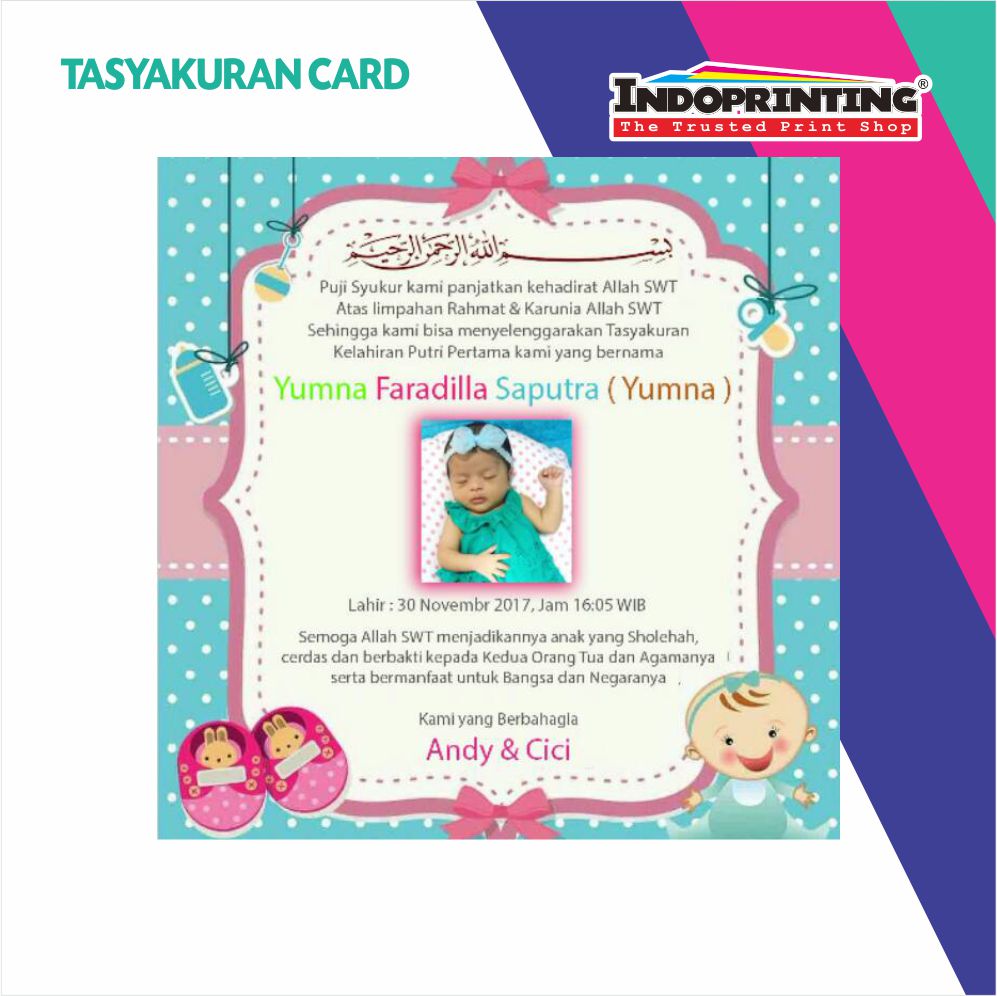 TASYAKURAN CARD
INDOPRINTING®
The Trusted Print Shop
بسم الله الرحمن الرحيم
Puji Syukur kami panjatkan kehadirat Allah SWT
Atas limpahan Rahmat & Karunia Allah SWT
Sehingga kami bisa menyelenggarakan Tasyakuran
Kelahiran Putri Pertama kami yang bernama
Yumna Faradilla Saputra ( Yumna )
Lahir : 30 Novembr 2017, Jam 16:05 WIB
Semoga Allah SWT menjadikannya anak yang Sholehah,
cerdas dan berbakti kepada Kedua Orang Tua dan Agamanya
serta bermanfaat untuk Bangsa dan Negaranya
Kami yang Berbahagla
Andy & Cici